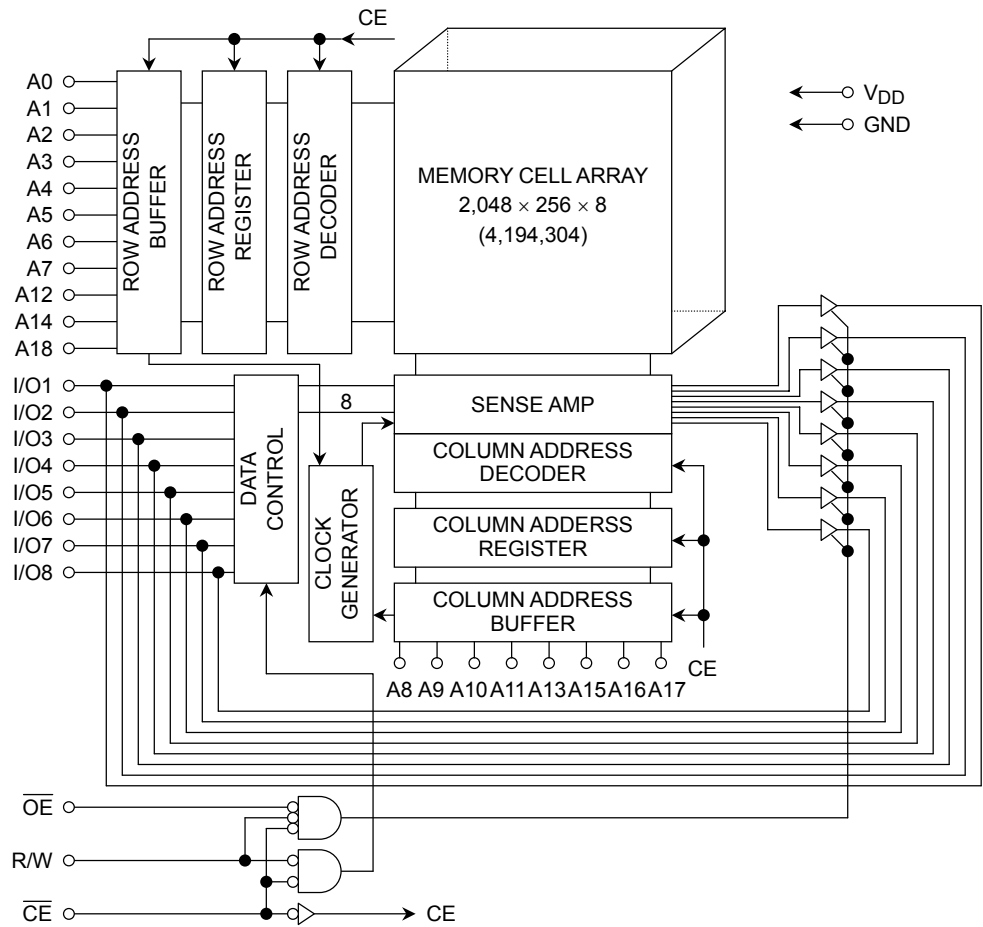 CE
A0
A1
A2
A3
A4
A5
A6
A7
A12
A14
A18
ROW ADDRESS
BUFFER
ROW ADDRESS
REGISTER
ROW ADDRESS
DECODER
MEMORY CELL ARRAY
2,048 × 256 × 8
(4,194,304)
VDD
GND
I/O1
I/O2
I/O3
I/O4
I/O5
I/O6
I/O7
I/O8
DATA
CONTROL
8
CLOCK
GENERATOR
SENSE AMP
COLUMN ADDRESS
DECODER
COLUMN ADDERSS
REGISTER
COLUMN ADDRESS
BUFFER
CE
A8 A9 A10 A11 A13 A15 A16 A17
OE
R/W
CE
CE